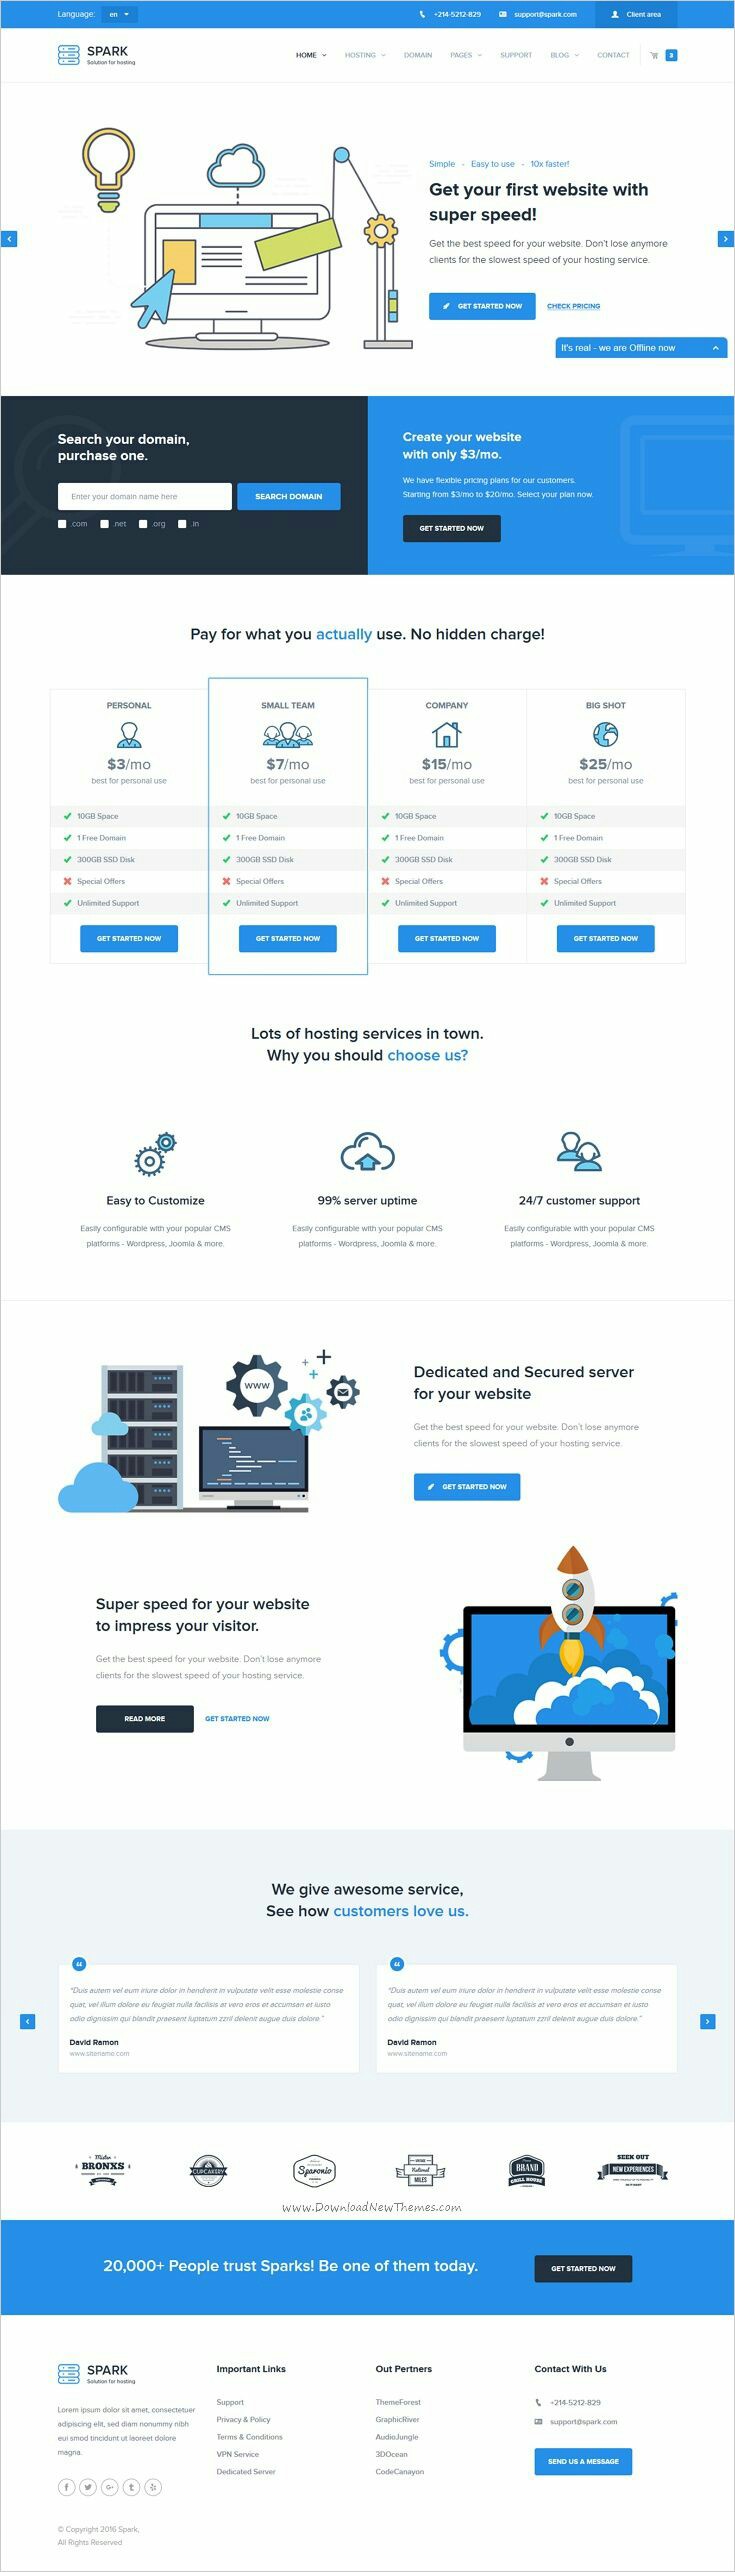 Language: en
+214-5212-829
support@spark.com
Client area
SPARK
Solution for hosting
HOME HOSTING DOMAIN PAGES SUPPORT BLOG CONTACT 3
Simple - Easy to use - 10x faster!
Get your first website with
super speed!
Get the best speed for your website. Don't lose anymore
clients for the slowest speed of your hosting service.
GET STARTED NOW
CHECK PRICING
It's real - we are Offline now
Search your domain,
purchase one.
Enter your domain name here
SEARCH DOMAIN
.com .net .org .in
Create your website
with only $3/mo.
We have flexible pricing plans for our customers.
Starting from $3/mo to $20/mo. Select your plan now.
GET STARTED NOW
Pay for what you actually use. No hidden charge!
PERSONAL
$3/mo
best for personal use
10GB Space
1 Free Domain
300GB SSD Disk
Special Offers
Unlimited Support
GET STARTED NOW
SMALL TEAM
$7/mo
best for personal use
10GB Space
1 Free Domain
300GB SSD Disk
Special Offers
Unlimited Support
GET STARTED NOW
COMPANY
$15/mo
best for personal use
10GB Space
1 Free Domain
300GB SSD Disk
Special Offers
Unlimited Support
GET STARTED NOW
BIG SHOT
$25/mo
best for personal use
10GB Space
1 Free Domain
300GB SSD Disk
Special Offers
Unlimited Support
GET STARTED NOW
Lots of hosting services in town.
Why you should choose us?
Easy to Customize
Easily configurable with your popular CMS
platforms - Wordpress, Joomla & more.
99% server uptime
Easily configurable with your popular CMS
platforms - Wordpress, Joomla & more.
24/7 customer support
Easily configurable with your popular CMS
platforms - Wordpress, Joomla & more.
WWW
Dedicated and Secured server
for your website
Get the best speed for your website. Don't lose anymore
clients for the slowest speed of your hosting service.
GET STARTED NOW
Super speed for your website
to impress your visitor.
Get the best speed for your website. Don't lose anymore
clients for the slowest speed of your hosting service.
READ MORE
GET STARTED NOW
We give awesome service,
See how customers love us.
"Duis autem vel eum iriure dolor in hendrerit in vulputate velit esse molestie conse
quat, vel illum dolore eu feugiat nulla facilisis at vero eros et accumsan et iusto
odio dignissim qui blandit praesent luptatum zzril delenit augue duis dolore."
David Ramon
www.sitename.com
"Duis autem vel eum iriure dolor in hendrerit in vulputate velit esse molestie conse
quat, vel illum dolore eu feugiat nulla facilisis at vero eros et accumsan et iusto
odio dignissim qui blandit praesent luptatum zzril delenit augue duis dolore."
David Ramon
www.sitename.com
Mister
BRONXS
CUPCAKERY
Sparonio
National
MILES
BRAND
GRILL HOUSE
SEEK OUT
NEW EXPERIENCES
www.DownloadNewThemes.com
20,000+ People trust Sparks! Be one of them today.
GET STARTED NOW
SPARK
Solution for hosting
Lorem ipsum dolor sit amet, consectetuer
adipiscing elit, sed diam nonummy nibh
eui smod tincidunt ut laoreet dolore
magna.
© Copyright 2016 Spark,
All Rights Reserved
Important Links
Support
Privacy & Policy
Terms & Conditions
VPN Service
Dedicated Server
Out Pertners
ThemeForest
GraphicRiver
AudioJungle
3DOcean
CodeCanayon
Contact With Us
+214-5212-829
support@spark.com
SEND US A MESSAGE